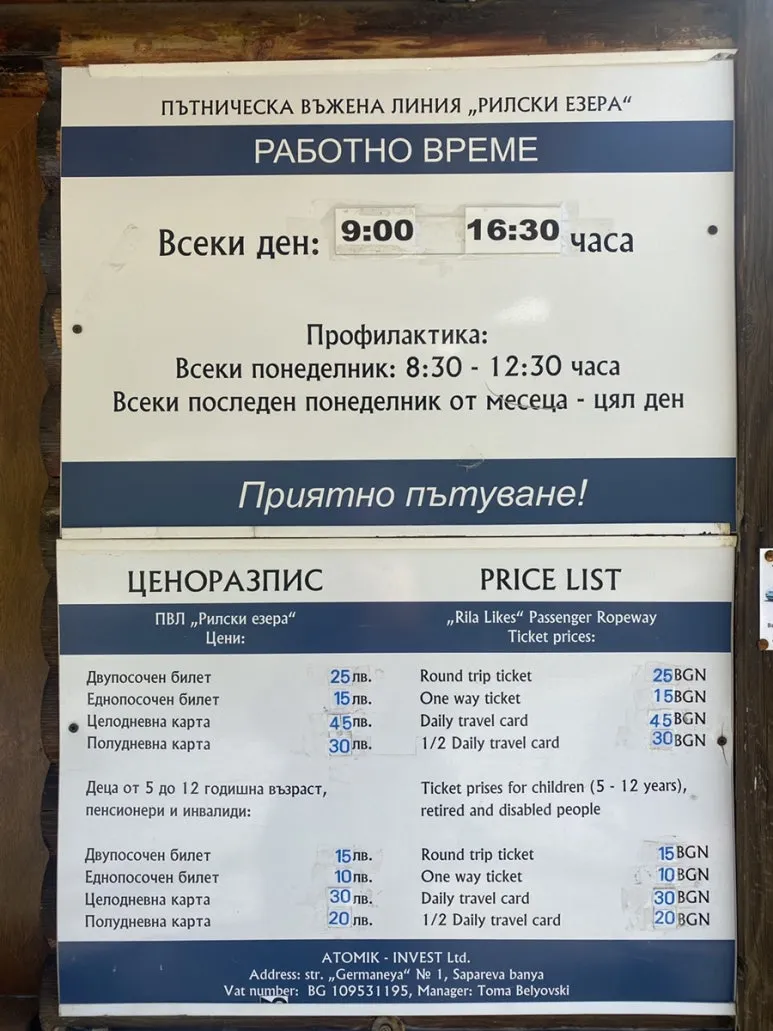 ПЪТНИЧЕСКА ВЪЖЕНА ЛИНИЯ „РИЛСКИ ЕЗЕРА“
РАБОТНО ВРЕМЕ
Всеки ден: 9:00 16:30 часа
Профилактика:
Всеки понеделник: 8:30 - 12:30 часа
Всеки последен понеделник от месеца - цял ден
Приятно пътуване!
ЦЕНОРАЗПИС
ПВЛ „Рилски езера“
Цени:
Двупосочен билет 25лв.
Еднопосочен билет 15лв.
Целодневна карта 45лв.
Полудневна карта 30лв.
Деца от 5 до 12 годишна възраст,
пенсионери и инвалиди:
Двупосочен билет 15лв.
Еднопосочен билет 10лв.
Целодневна карта 30лв.
Полудневна карта 20лв.
PRICE LIST
„Rila Likes“ Passenger Ropeway
Ticket prices:
Round trip ticket 25BGN
One way ticket 15BGN
Daily travel card 45BGN
1/2 Daily travel card 30BGN
Ticket prises for children (5 - 12 years),
retired and disabled people
Round trip ticket 15BGN
One way ticket 10BGN
Daily travel card 30BGN
1/2 Daily travel card 20BGN
ATOMIK - INVEST Ltd.
Address: str. „Germaneya“ № 1, Sapareva banya
Vat number: BG 109531195, Manager: Toma Belyovski